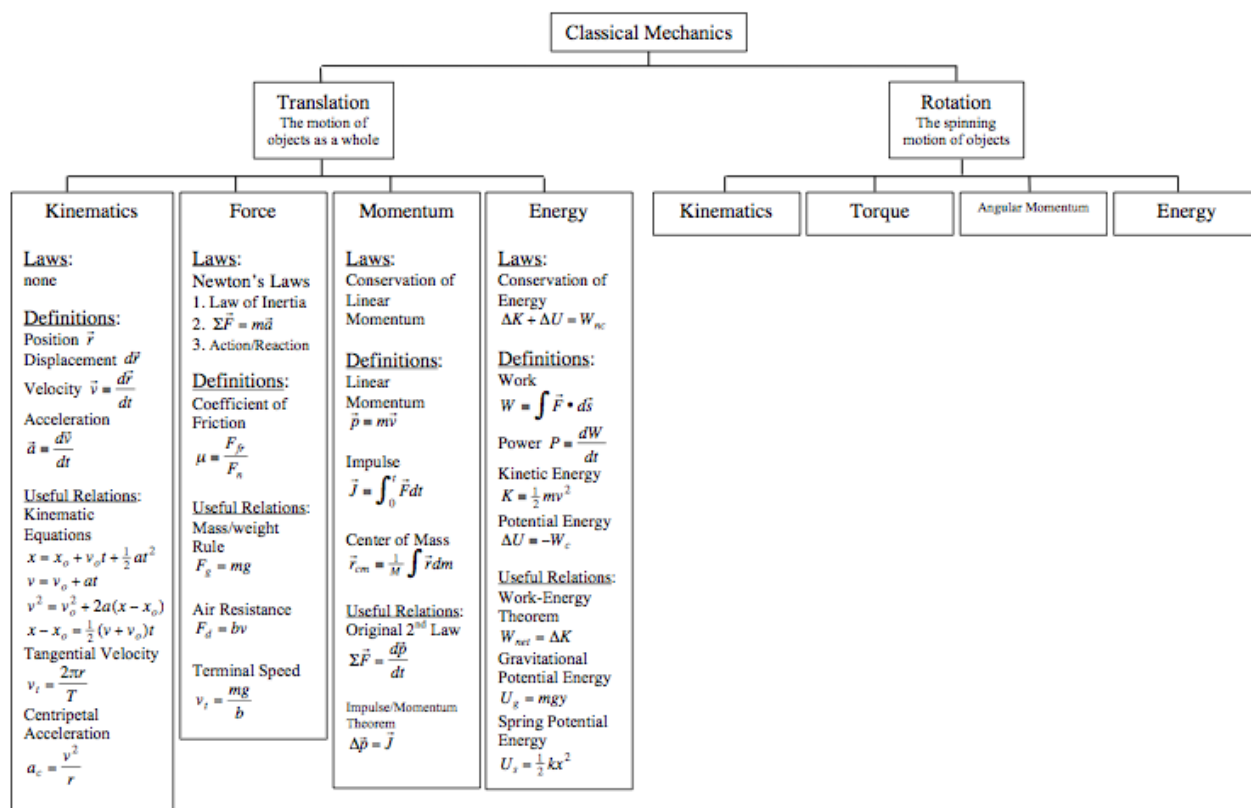 Classical Mechanics
Translation
The motion of
objects as a whole
Rotation
The spinning
motion of objects
Kinematics
Laws:
none
Definitions:
Position r⃗
Displacement dr⃗
Velocity v⃗ = dr⃗/dt
Acceleration
a⃗ = dv⃗/dt
Useful Relations:
Kinematic
Equations
x = xₒ + vₒt + ½at²
v = vₒ + at
v² = vₒ² + 2a(x − xₒ)
x − xₒ = ½(v + vₒ)t
Tangential Velocity
v_t = 2πr/T
Centripetal
Acceleration
a_c = v²/r
Force
Laws:
Newton's Laws
1. Law of Inertia
2. ΣF⃗ = ma⃗
3. Action/Reaction
Definitions:
Coefficient of
Friction
μ = F_fr/F_n
Useful Relations:
Mass/weight
Rule
F_g = mg
Air Resistance
F_d = bv
Terminal Speed
v_t = mg/b
Momentum
Laws:
Conservation of
Linear
Momentum
Definitions:
Linear
Momentum
p⃗ = mv⃗
Impulse
J⃗ = ∫₀ᵗ F⃗dt
Center of Mass
r⃗_cm = 1/M ∫ r⃗dm
Useful Relations:
Original 2nd Law
ΣF⃗ = dp⃗/dt
Impulse/Momentum
Theorem
Δp⃗ = J⃗
Energy
Laws:
Conservation of
Energy
ΔK + ΔU = W_nc
Definitions:
Work
W = ∫ F⃗ • ds⃗
Power P = dW/dt
Kinetic Energy
K = ½mv²
Potential Energy
ΔU = −W_c
Useful Relations:
Work-Energy
Theorem
W_net = ΔK
Gravitational
Potential Energy
U_g = mgy
Spring Potential
Energy
U_s = ½kx²
Kinematics
Torque
Angular Momentum
Energy